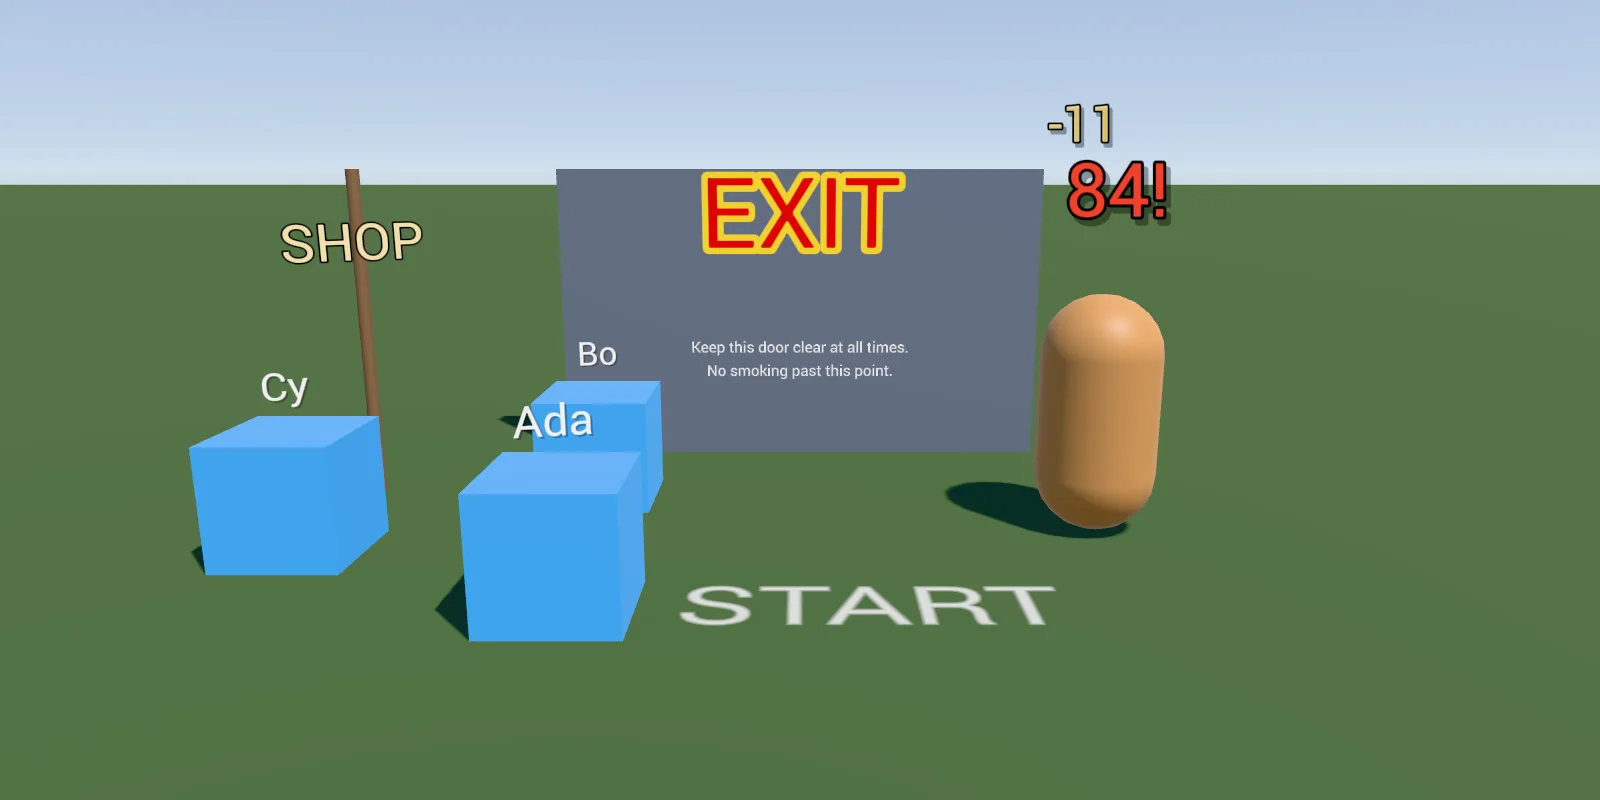 -11
84!
EXIT
SHOP
Keep this door clear at all times.
No smoking past this point.
Bo
Cy
Ada
START